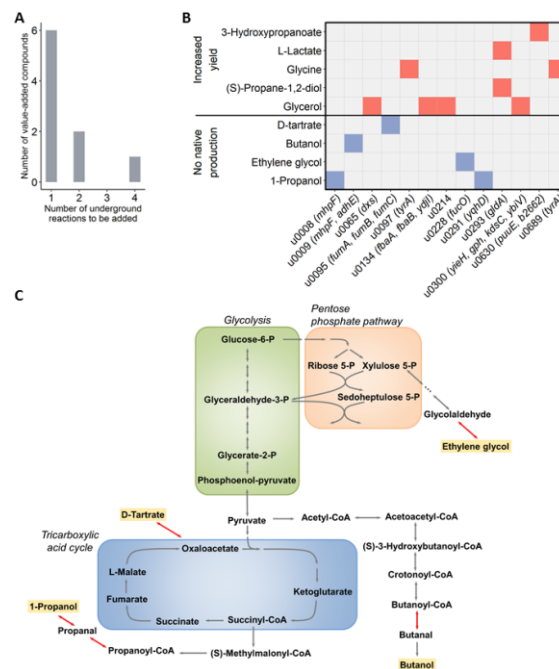 A
Number of value-added compounds
6
4
2
0
1 2 3 4
Number of underground
reactions to be added
B
Increased
yield
No native
production
3-Hydroxypropanoate
L-Lactate
Glycine
(S)-Propane-1,2-diol
Glycerol
D-tartrate
Butanol
Ethylene glycol
1-Propanol
u0008 (mhpF)
u0009 (mhpF, adhE)
u0065 (dxs)
u0095 (fumA, fumB, fumC)
u0097 (tyrA)
u0134 (fbaA, fbaB, ydjI)
u0214
u0228 (fucO)
u0291 (yqhD)
u0293 (gldA)
u0300 (yieH, gph, kdsC, ybiV)
u0630 (puuE, b2662)
u0689 (tyrA)
C
Glycolysis
Pentose
phosphate pathway
Glucose-6-P
Ribose 5-P Xylulose 5-P
Glyceraldehyde-3-P
Sedoheptulose 5-P
Glycolaldehyde
Ethylene glycol
Glycerate-2-P
Phosphoenol-pyruvate
D-Tartrate
Pyruvate
Acetyl-CoA
Acetoacetyl-CoA
Tricarboxylic
acid cycle
Oxaloacetate
(S)-3-Hydroxybutanoyl-CoA
L-Malate
Crotonoyl-CoA
Fumarate
Ketoglutarate
Butanoyl-CoA
1-Propanol
Succinate
Succinyl-CoA
Propanal
Butanal
Propanoyl-CoA
(S)-Methylmalonyl-CoA
Butanol